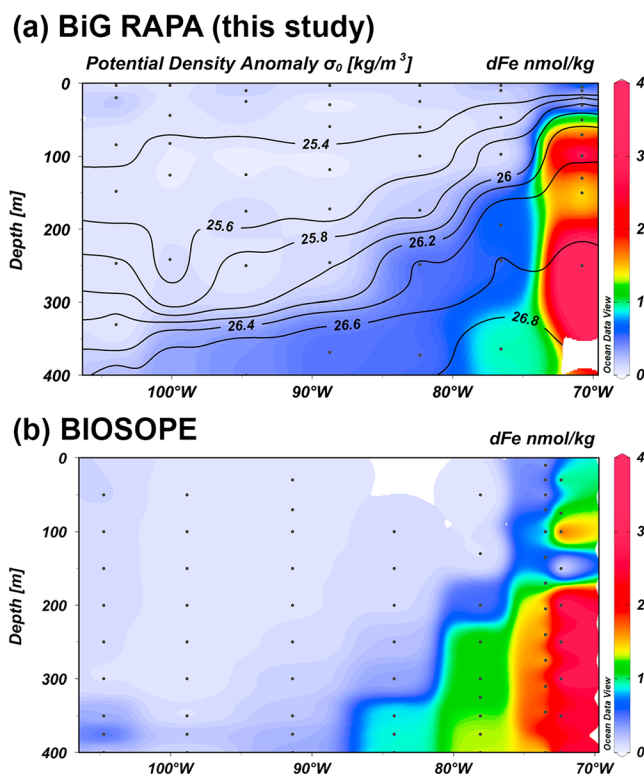 (a) BiG RAPA (this study)
Potential Density Anomaly σ0 [kg/m3] dFe nmol/kg
0
100
200
300
400
Depth [m]
25.4
25.6
25.8
26
26.2
26.4
26.6
26.8
Ocean Data View
4
3
2
1
0
100°W 90°W 80°W 70°W
(b) BIOSOPE
dFe nmol/kg
0
100
200
300
400
Depth [m]
Ocean Data View
4
3
2
1
0
100°W 90°W 80°W 70°W